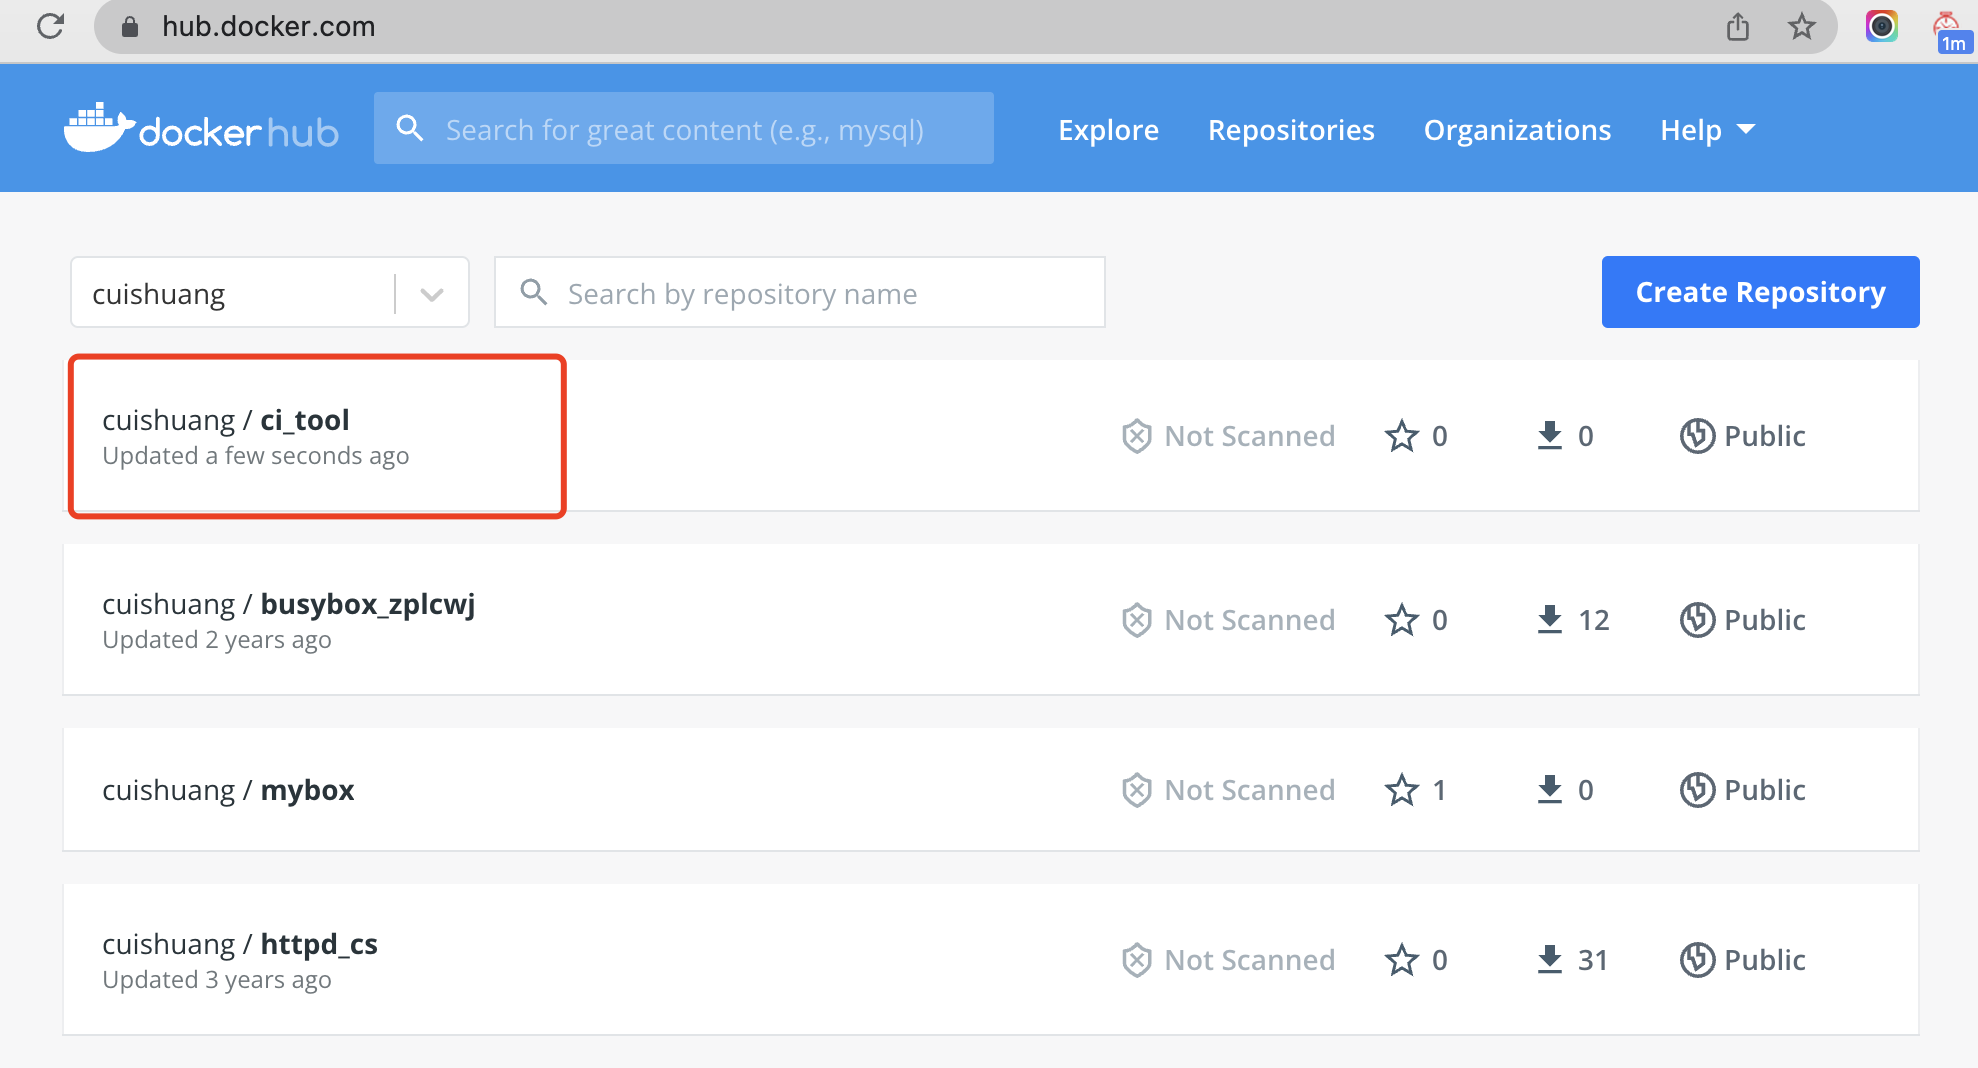 hub.docker.com
1m
docker hub
Search for great content (e.g., mysql)
Explore
Repositories
Organizations
Help
cuishuang
Search by repository name
Create Repository
cuishuang / ci_tool
Updated a few seconds ago
Not Scanned
0
0
Public
cuishuang / busybox_zplcwj
Updated 2 years ago
Not Scanned
0
12
Public
cuishuang / mybox
Not Scanned
1
0
Public
cuishuang / httpd_cs
Updated 3 years ago
Not Scanned
0
31
Public